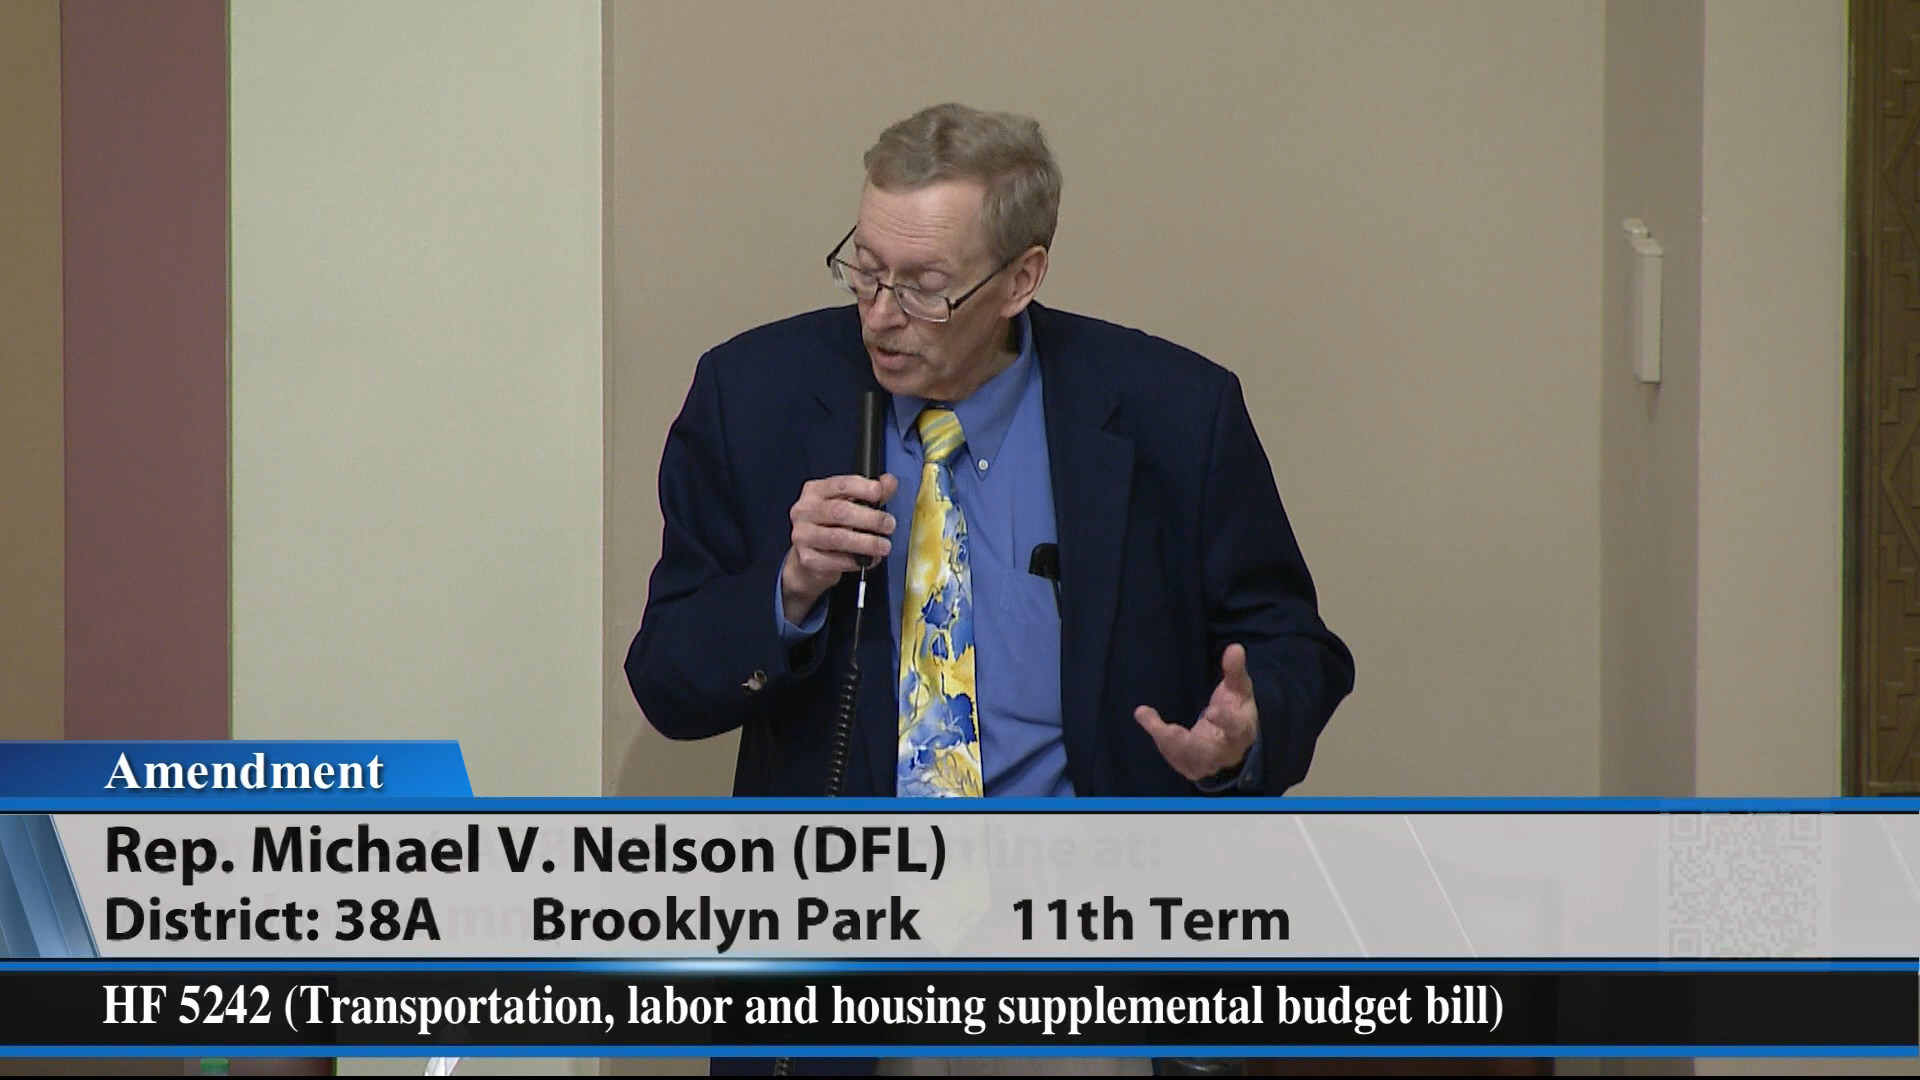 Amendment
Rep. Michael V. Nelson (DFL)
District: 38A Brooklyn Park 11th Term
HF 5242 (Transportation, labor and housing supplemental budget bill)